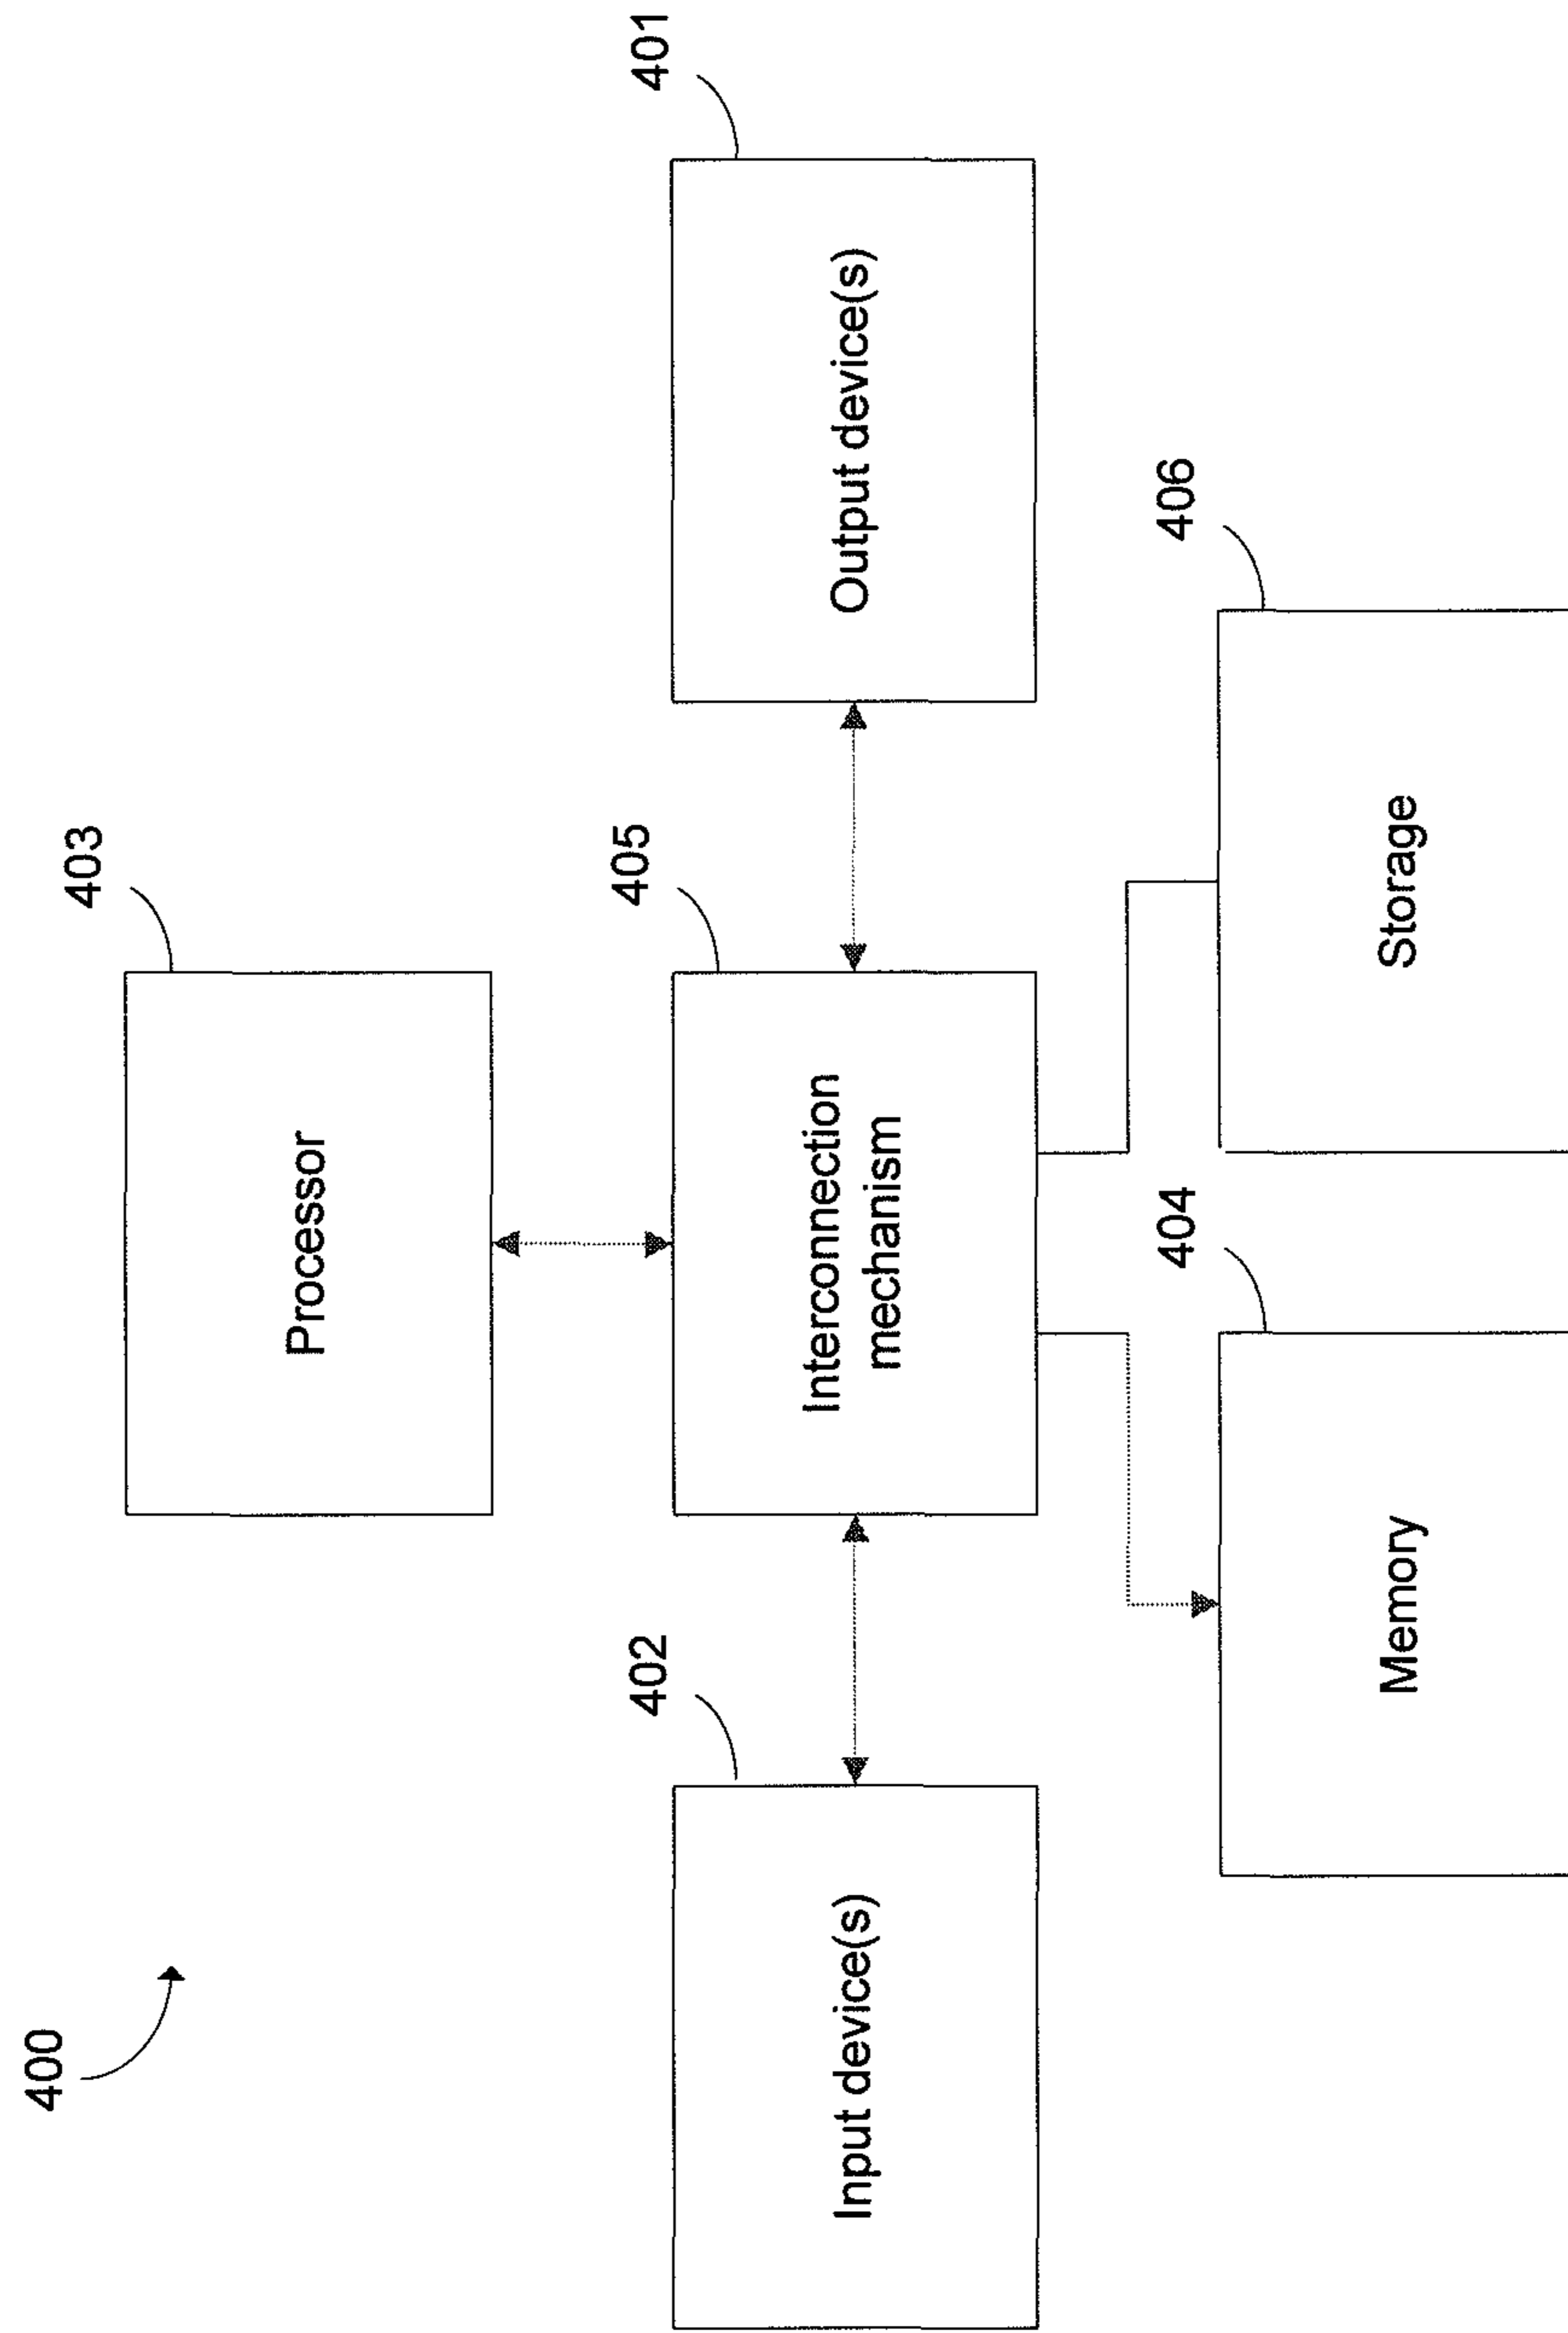 400
403
Processor
402
405
401
Input device(s)
Interconnection
mechanism
Output device(s)
404
406
Memory
Storage